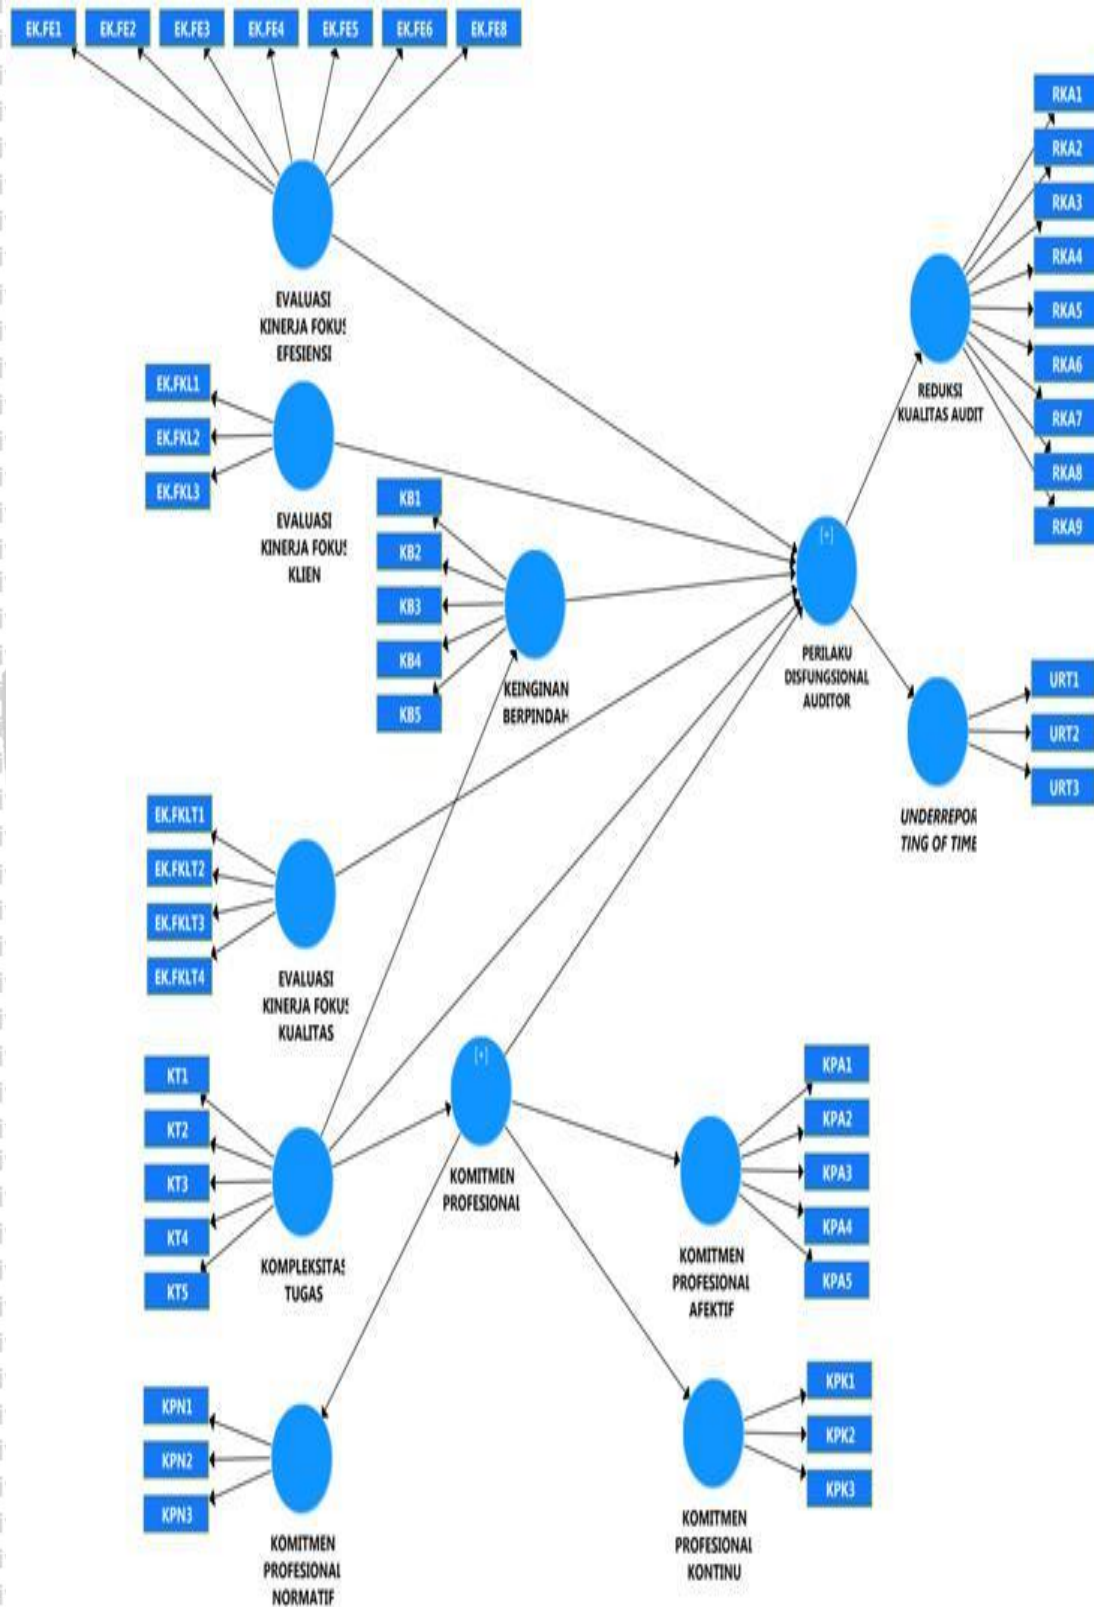 EK.FE1 EK.FE2 EK.FE3 EK.FE4 EK.FE5 EK.FE6 EK.FE8
RKA1
RKA2
RKA3
RKA4
RKA5
RKA6
RKA7
RKA8
RKA9
EVALUASI
KINERJA FOKUS
EFESIENSI
REDUKSI
KUALITAS AUDIT
EK.FKL1
EK.FKL2
EK.FKL3
EVALUASI
KINERJA FOKUS
KLIEN
KB1
KB2
KB3
KB4
KB5
KEINGINAN
BERPINDAH
[+]
PERILAKU
DISFUNGSIONAL
AUDITOR
URT1
URT2
URT3
UNDERREPOR
TING OF TIME
EK.FKLT1
EK.FKLT2
EK.FKLT3
EK.FKLT4
EVALUASI
KINERJA FOKUS
KUALITAS
KT1
KT2
KT3
KT4
KT5
KOMPLEKSITAS
TUGAS
[+]
KOMITMEN
PROFESIONAL
KPA1
KPA2
KPA3
KPA4
KPA5
KOMITMEN
PROFESIONAL
AFEKTIF
KPN1
KPN2
KPN3
KOMITMEN
PROFESIONAL
NORMATIF
KPK1
KPK2
KPK3
KOMITMEN
PROFESIONAL
KONTINU